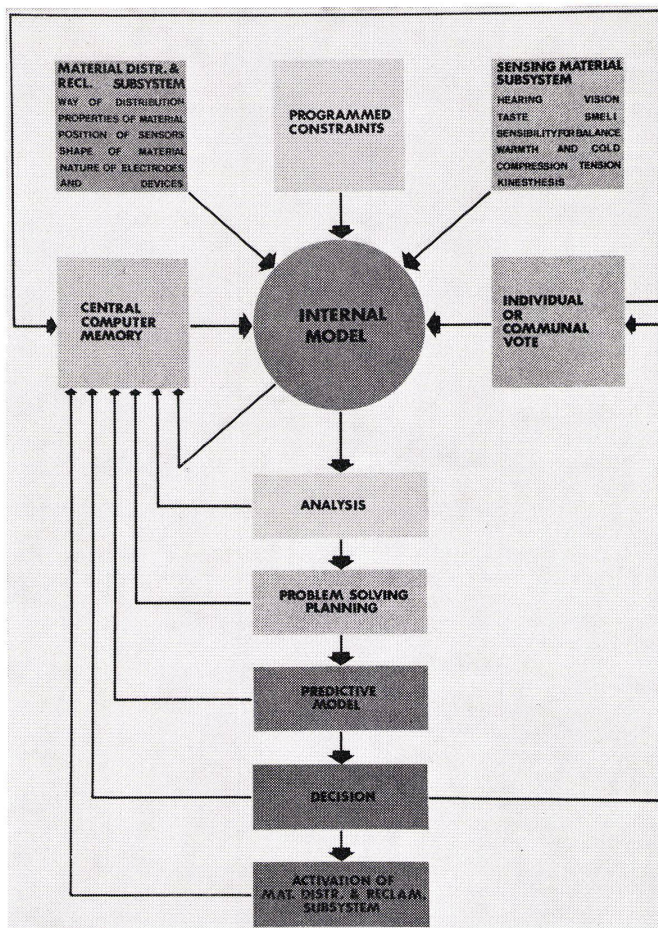 MATERIAL DISTR. &
RECL. SUBSYSTEM
WAY OF DISTRIBUTION
PROPERTIES OF MATERIAL
POSITION OF SENSORS
SHAPE OF MATERIAL
NATURE OF ELECTRODES
AND DEVICES
PROGRAMMED
CONSTRAINTS
SENSING MATERIAL
SUBSYSTEM
HEARING VISION
TASTE SMELL
SENSIBILITY FOR BALANCE
WARMTH AND COLD
COMPRESSION TENSION
KINESTHESIS
CENTRAL
COMPUTER
MEMORY
INTERNAL
MODEL
INDIVIDUAL
OR
COMMUNAL
VOTE
ANALYSIS
PROBLEM SOLVING
PLANNING
PREDICTIVE
MODEL
DECISION
ACTIVATION OF
MAT. DISTR. & RECLAM.
SUBSYSTEM